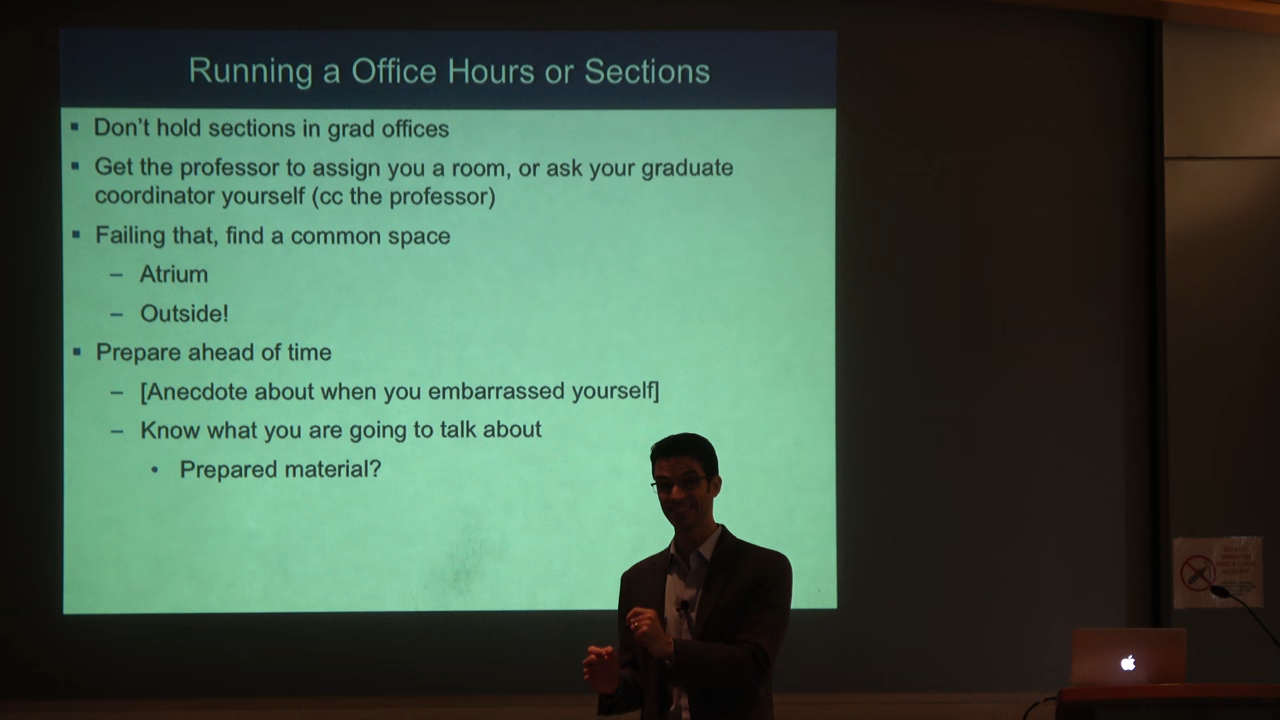 Running a Office Hours or Sections
▪ Don't hold sections in grad offices
▪ Get the professor to assign you a room, or ask your graduate
coordinator yourself (cc the professor)
▪ Failing that, find a common space
– Atrium
– Outside!
▪ Prepare ahead of time
– [Anecdote about when you embarrassed yourself]
– Know what you are going to talk about
• Prepared material?